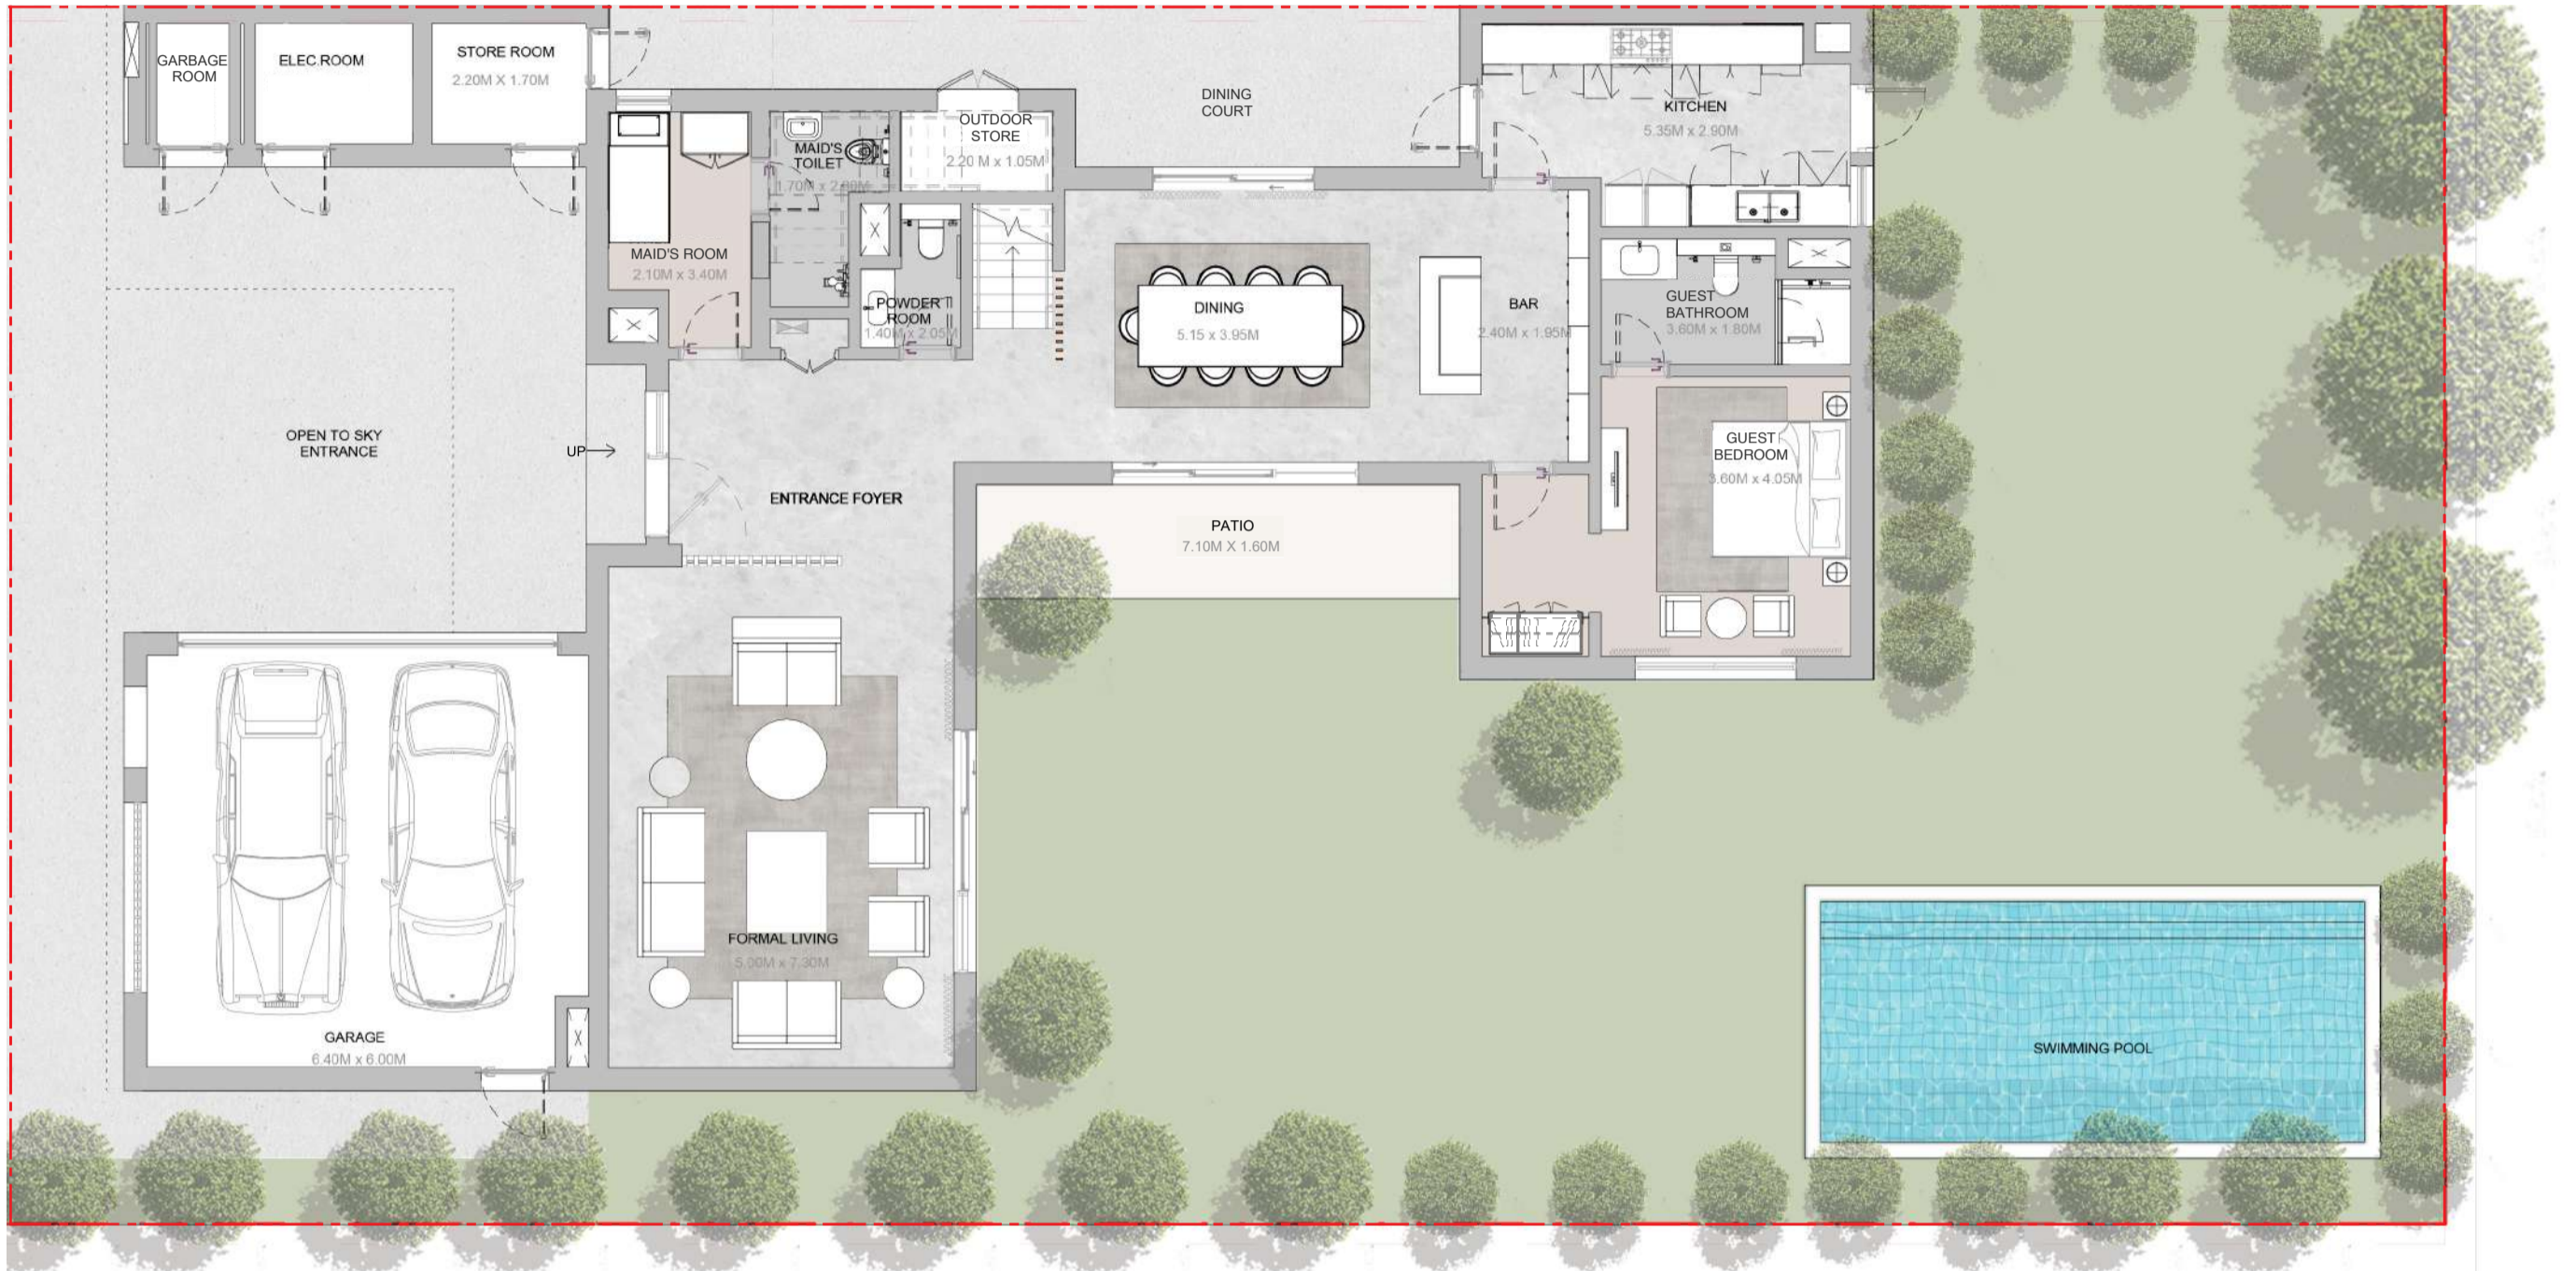 GARBAGE
ROOM
ELEC.ROOM
STORE ROOM
2.20M X 1.70M
DINING
COURT
KITCHEN
5.35M x 2.90M
OUTDOOR
STORE
2.20 M x 1.05M
MAID'S
TOILET
MAID'S ROOM
2.10M x 3.40M
POWDER
ROOM
1.40M x 2.05M
DINING
5.15 x 3.95M
BAR
2.40M x 1.95M
GUEST
BATHROOM
3.60M x 1.80M
OPEN TO SKY
ENTRANCE
UP
ENTRANCE FOYER
GUEST
BEDROOM
3.60M x 4.05M
PATIO
7.10M X 1.60M
FORMAL LIVING
5.00M x 7.30M
GARAGE
6.40M x 6.00M
SWIMMING POOL